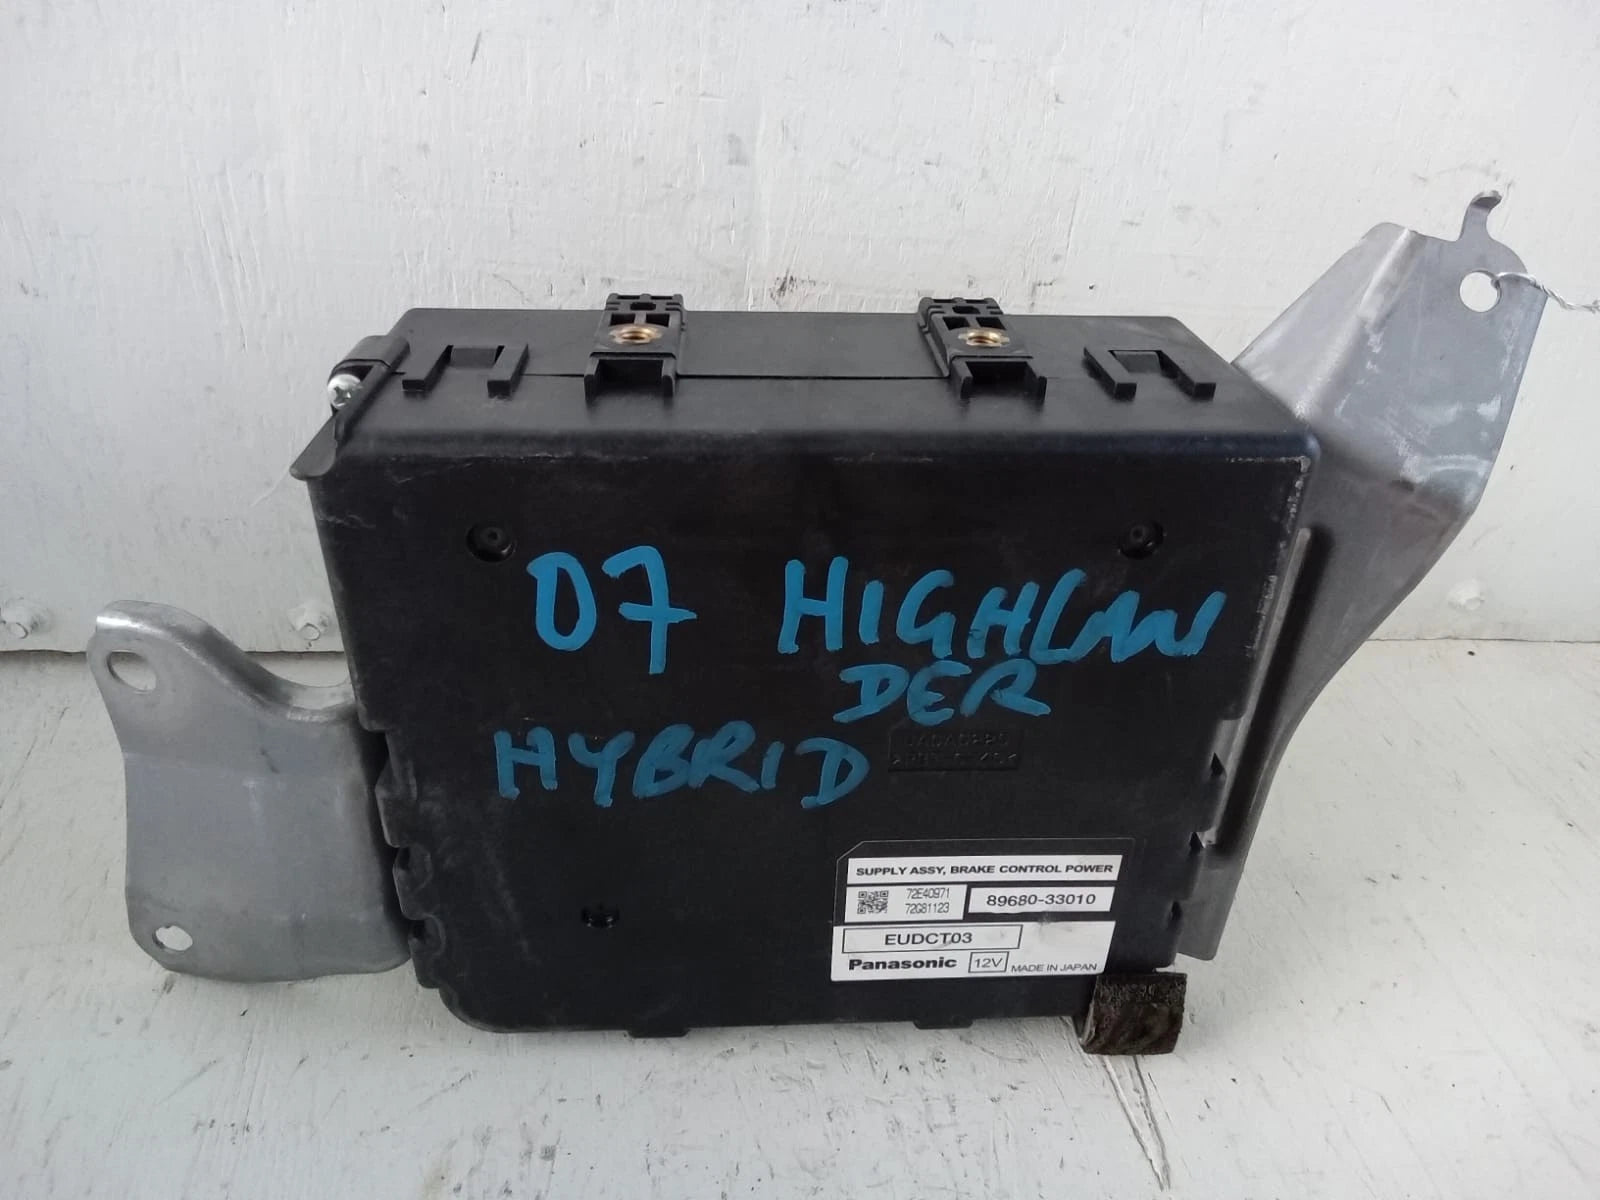 07 HIGHLAN
DER
HYBRID
SUPPLY ASSY, BRAKE CONTROL POWER
72E40971
72G81123
89680-33010
EUDCT03
Panasonic 12V MADE IN JAPAN